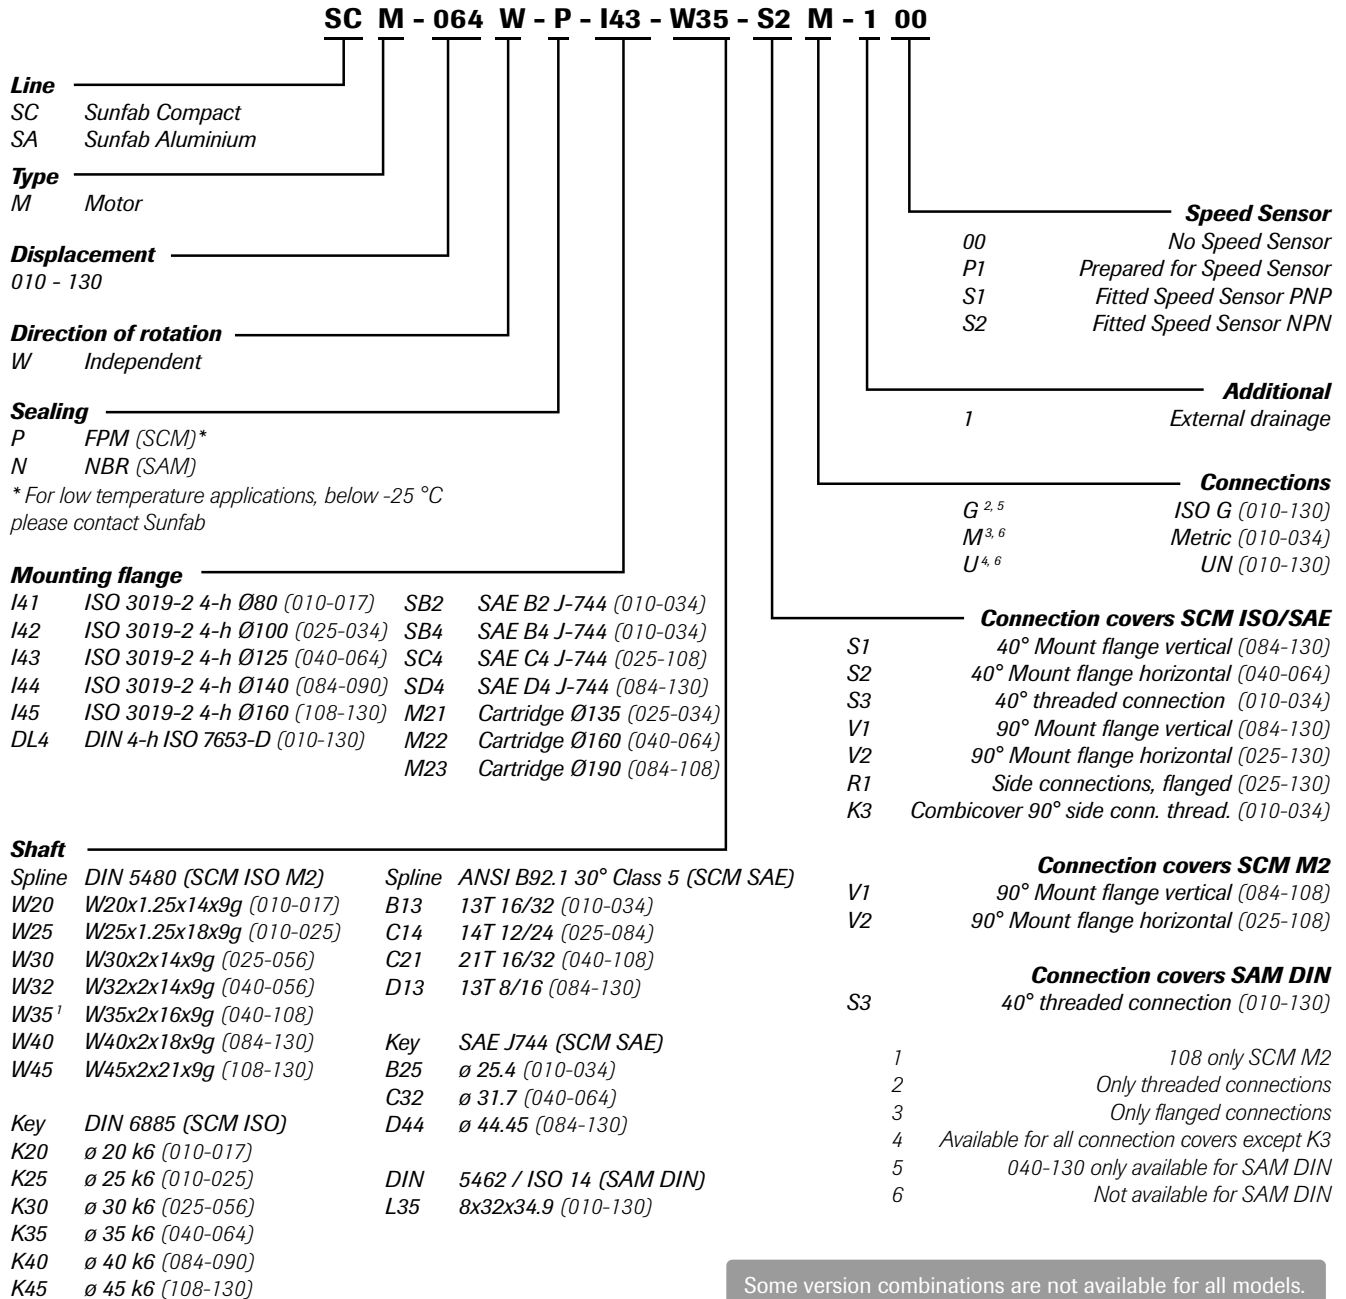 SC M - 064 W - P - I43 - W35 - S2 M - 1 00
Line
SC Sunfab Compact
SA Sunfab Aluminium
Type
M Motor
Displacement
010 - 130
Direction of rotation
W Independent
Sealing
P FPM (SCM)*
N NBR (SAM)
* For low temperature applications, below -25 °C
please contact Sunfab
Mounting flange
I41 ISO 3019-2 4-h Ø80 (010-017)
I42 ISO 3019-2 4-h Ø100 (025-034)
I43 ISO 3019-2 4-h Ø125 (040-064)
I44 ISO 3019-2 4-h Ø140 (084-090)
I45 ISO 3019-2 4-h Ø160 (108-130)
DL4 DIN 4-h ISO 7653-D (010-130)
SB2 SAE B2 J-744 (010-034)
SB4 SAE B4 J-744 (010-034)
SC4 SAE C4 J-744 (025-108)
SD4 SAE D4 J-744 (084-130)
M21 Cartridge Ø135 (025-034)
M22 Cartridge Ø160 (040-064)
M23 Cartridge Ø190 (084-108)
Shaft
Spline DIN 5480 (SCM ISO M2)
W20 W20x1.25x14x9g (010-017)
W25 W25x1.25x18x9g (010-025)
W30 W30x2x14x9g (025-056)
W32 W32x2x14x9g (040-056)
W35 1 W35x2x16x9g (040-108)
W40 W40x2x18x9g (084-130)
W45 W45x2x21x9g (108-130)
Key DIN 6885 (SCM ISO)
K20 ø 20 k6 (010-017)
K25 ø 25 k6 (010-025)
K30 ø 30 k6 (025-056)
K35 ø 35 k6 (040-064)
K40 ø 40 k6 (084-090)
K45 ø 45 k6 (108-130)
Spline ANSI B92.1 30° Class 5 (SCM SAE)
B13 13T 16/32 (010-034)
C14 14T 12/24 (025-084)
C21 21T 16/32 (040-108)
D13 13T 8/16 (084-130)
Key SAE J744 (SCM SAE)
B25 ø 25.4 (010-034)
C32 ø 31.7 (040-064)
D44 ø 44.45 (084-130)
DIN 5462 / ISO 14 (SAM DIN)
L35 8x32x34.9 (010-130)
Speed Sensor
00 No Speed Sensor
P1 Prepared for Speed Sensor
S1 Fitted Speed Sensor PNP
S2 Fitted Speed Sensor NPN
Additional
1 External drainage
Connections
G 2, 5 ISO G (010-130)
M 3, 6 Metric (010-034)
U 4, 6 UN (010-130)
Connection covers SCM ISO/SAE
S1 40° Mount flange vertical (084-130)
S2 40° Mount flange horizontal (040-064)
S3 40° threaded connection (010-034)
V1 90° Mount flange vertical (084-130)
V2 90° Mount flange horizontal (025-130)
R1 Side connections, flanged (025-130)
K3 Combicover 90° side conn. thread. (010-034)
Connection covers SCM M2
V1 90° Mount flange vertical (084-108)
V2 90° Mount flange horizontal (025-108)
Connection covers SAM DIN
S3 40° threaded connection (010-130)
1 108 only SCM M2
2 Only threaded connections
3 Only flanged connections
4 Available for all connection covers except K3
5 040-130 only available for SAM DIN
6 Not available for SAM DIN
Some version combinations are not available for all models.